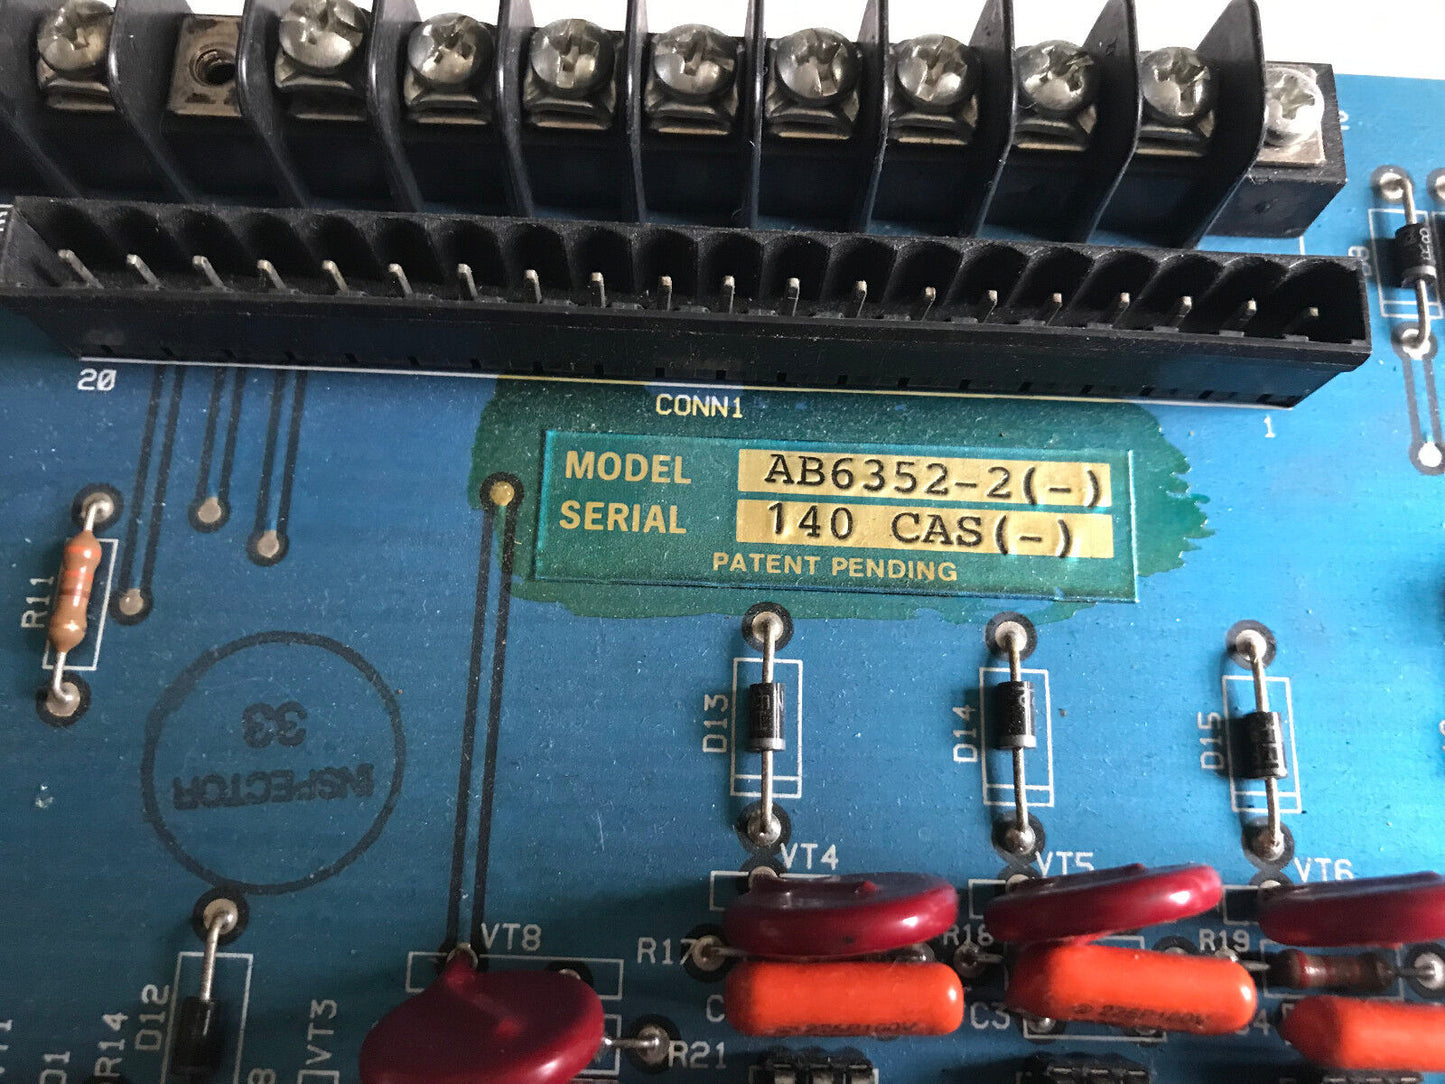 20
CONN1
1
MODEL AB6352-2(-)
SERIAL 140 CAS(-)
PATENT PENDING
R11
INSPECTOR
33
D13
D14
D15
VT4
VT5
VT6
VT8
R17
R18
R19
D12
R14
VT3
C3
R21